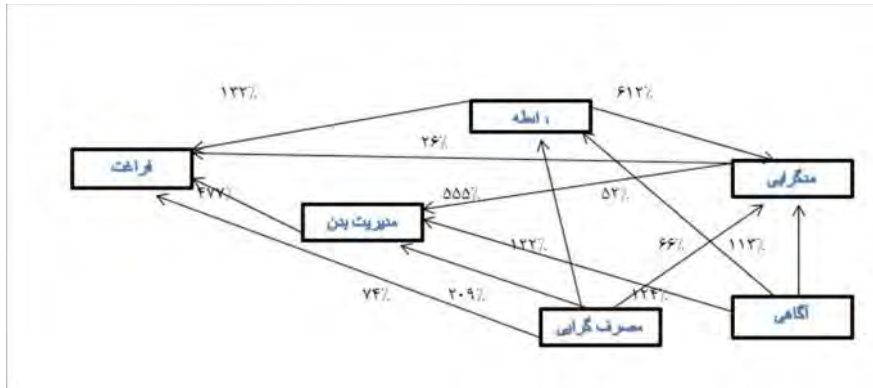 ۱۳۲٪
۶۱۲٪
رابطه
۲۶٪
فراغت
مدگرایی
۴۷۷٪
۵۵۵٪
۵۲٪
مدیریت بدن
۱۲۲٪
۶۶٪
۱۱۳٪
۷۴٪
۲۰۹٪
۱۲۴٪
آگاهی
مصرف گرایی